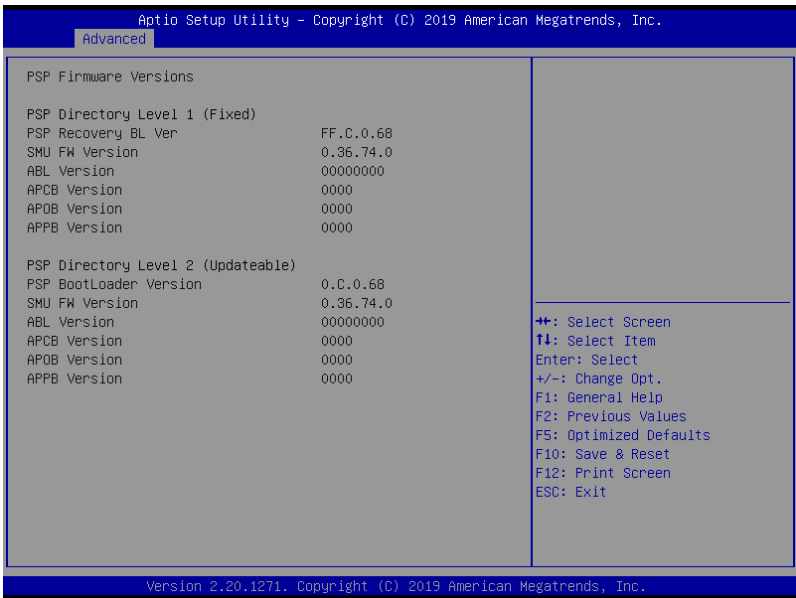 Aptio Setup Utility – Copyright (C) 2019 American Megatrends, Inc.
Advanced
PSP Firmware Versions
PSP Directory Level 1 (Fixed)
PSP Recovery BL Ver FF.C.0.68
SMU FW Version 0.36.74.0
ABL Version 00000000
APCB Version 0000
APOB Version 0000
APPB Version 0000
PSP Directory Level 2 (Updateable)
PSP BootLoader Version 0.C.0.68
SMU FW Version 0.36.74.0
ABL Version 00000000
APCB Version 0000
APOB Version 0000
APPB Version 0000
→←: Select Screen
↑↓: Select Item
Enter: Select
+/-: Change Opt.
F1: General Help
F2: Previous Values
F5: Optimized Defaults
F10: Save & Reset
F12: Print Screen
ESC: Exit
Version 2.20.1271. Copyright (C) 2019 American Megatrends, Inc.